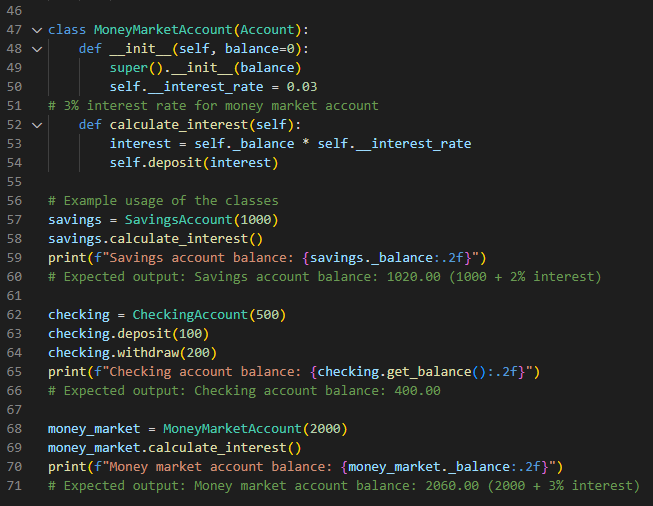 46
47 class MoneyMarketAccount(Account):
48     def __init__(self, balance=0):
49         super().__init__(balance)
50         self.__interest_rate = 0.03
51 # 3% interest rate for money market account
52     def calculate_interest(self):
53         interest = self._balance * self.__interest_rate
54         self.deposit(interest)
55
56 # Example usage of the classes
57 savings = SavingsAccount(1000)
58 savings.calculate_interest()
59 print(f"Savings account balance: {savings._balance:.2f}")
60 # Expected output: Savings account balance: 1020.00 (1000 + 2% interest)
61
62 checking = CheckingAccount(500)
63 checking.deposit(100)
64 checking.withdraw(200)
65 print(f"Checking account balance: {checking.get_balance():.2f}")
66 # Expected output: Checking account balance: 400.00
67
68 money_market = MoneyMarketAccount(2000)
69 money_market.calculate_interest()
70 print(f"Money market account balance: {money_market._balance:.2f}")
71 # Expected output: Money market account balance: 2060.00 (2000 + 3% interest)